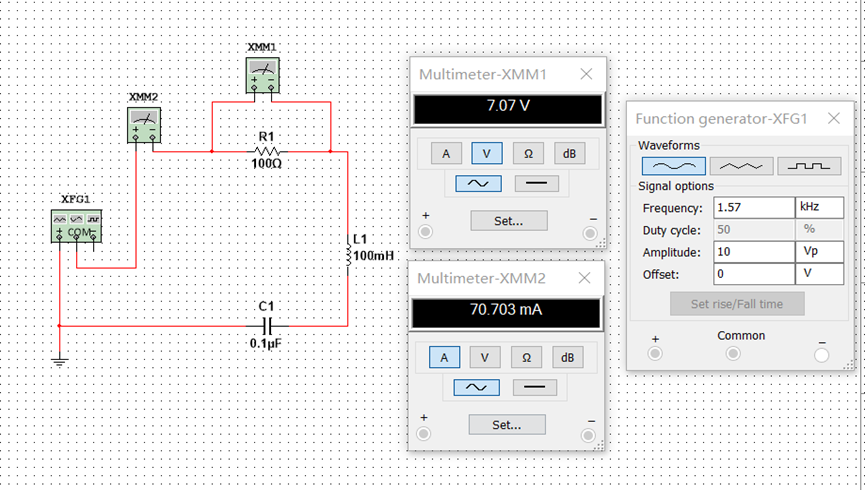 XMM1
XMM2
R1
100Ω
XFG1
COM
L1
100mH
C1
0.1µF
Multimeter-XMM1
7.07 V
A V Ω dB
+ Set... −
Multimeter-XMM2
70.703 mA
A V Ω dB
+ Set... −
Function generator-XFG1
Waveforms
Signal options
Frequency: 1.57 kHz
Duty cycle: 50 %
Amplitude: 10 Vp
Offset: 0 V
Set rise/Fall time
+ Common −